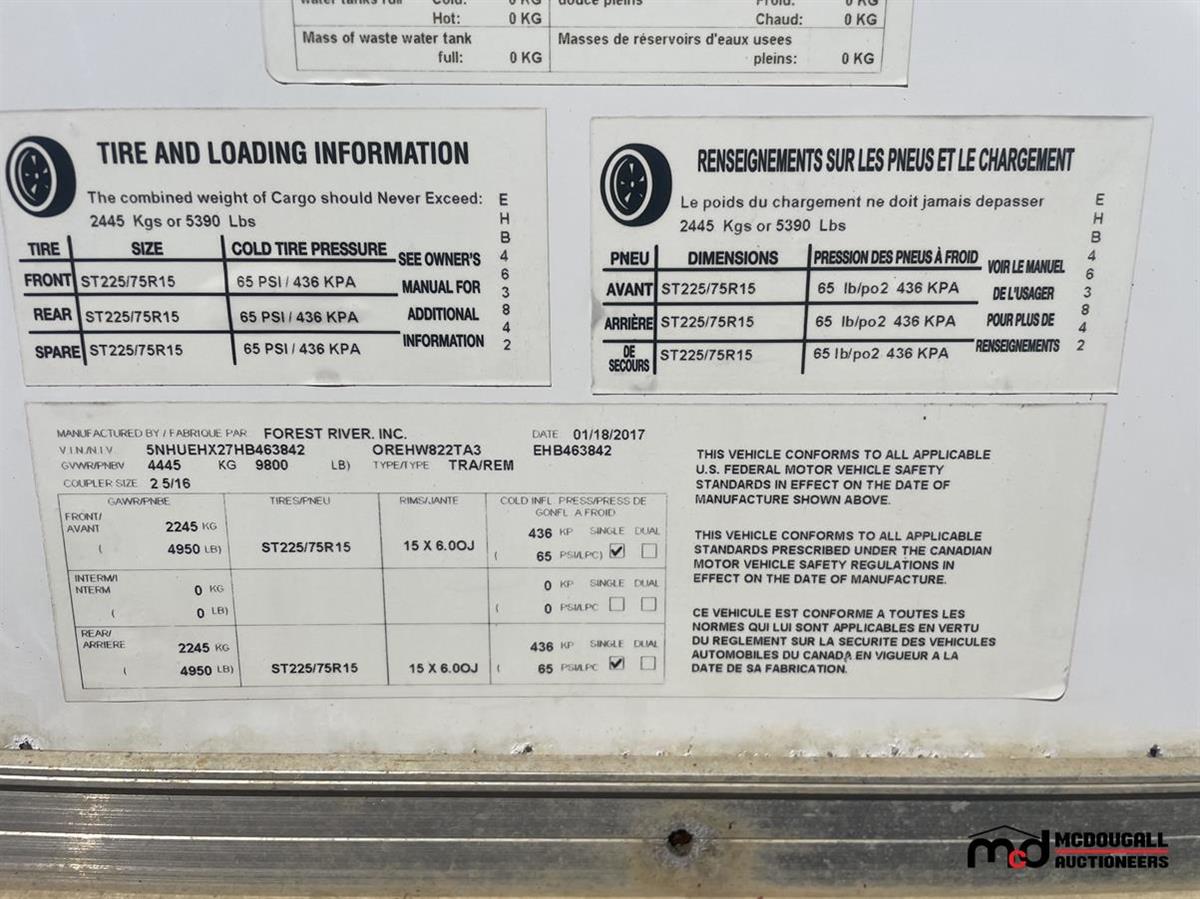 water tanks full Cold: 0 KG douce pleins Froid: 0 KG
Hot: 0 KG Chaud: 0 KG
Mass of waste water tank Masses de réservoirs d'eaux usees
full: 0 KG pleins: 0 KG
TIRE AND LOADING INFORMATION
The combined weight of Cargo should Never Exceed:
2445 Kgs or 5390 Lbs
TIRE SIZE COLD TIRE PRESSURE SEE OWNER'S
FRONT ST225/75R15 65 PSI / 436 KPA MANUAL FOR
REAR ST225/75R15 65 PSI / 436 KPA ADDITIONAL
SPARE ST225/75R15 65 PSI / 436 KPA INFORMATION
EHB463842
RENSEIGNEMENTS SUR LES PNEUS ET LE CHARGEMENT
Le poids du chargement ne doit jamais depasser
2445 Kgs or 5390 Lbs
PNEU DIMENSIONS PRESSION DES PNEUS À FROID VOIR LE MANUEL
AVANT ST225/75R15 65 lb/po2 436 KPA DE L'USAGER
ARRIÈRE ST225/75R15 65 lb/po2 436 KPA POUR PLUS DE
DE SECOURS ST225/75R15 65 lb/po2 436 KPA RENSEIGNEMENTS
EHB463842
MANUFACTURED BY / FABRIQUE PAR FOREST RIVER. INC. DATE 01/18/2017
V.I.N./N.I.V 5NHUEHX27HB463842 OREHW822TA3 EHB463842
GVWR/PNBV 4445 KG 9800 LB) TYPE/TYPE TRA/REM
COUPLER SIZE 2 5/16
GAWR/PNBE TIRES/PNEU RIMS/JANTE COLD INFL. PRESS/PRESS DE
GONFL A FROID
FRONT/
AVANT 2245 KG 436 KP SINGLE DUAL
( 4950 LB) ST225/75R15 15 X 6.0OJ ( 65 PSI/LPC)
INTERM/I
NTERM 0 KG 0 KP SINGLE DUAL
( 0 LB) ( 0 PSI/LPC
REAR/
ARRIERE 2245 KG 436 KP SINGLE DUAL
( 4950 LB) ST225/75R15 15 X 6.0OJ ( 65 PSI/LPC
THIS VEHICLE CONFORMS TO ALL APPLICABLE
U.S. FEDERAL MOTOR VEHICLE SAFETY
STANDARDS IN EFFECT ON THE DATE OF
MANUFACTURE SHOWN ABOVE.
THIS VEHICLE CONFORMS TO ALL APPLICABLE
STANDARDS PRESCRIBED UNDER THE CANADIAN
MOTOR VEHICLE SAFETY REGULATIONS IN
EFFECT ON THE DATE OF MANUFACTURE.
CE VEHICULE EST CONFORME A TOUTES LES
NORMES QUI LUI SONT APPLICABLES EN VERTU
DU REGLEMENT SUR LA SECURITE DES VEHICULES
AUTOMOBILES DU CANADA EN VIGUEUR A LA
DATE DE SA FABRICATION.
mcd MCDOUGALL
AUCTIONEERS